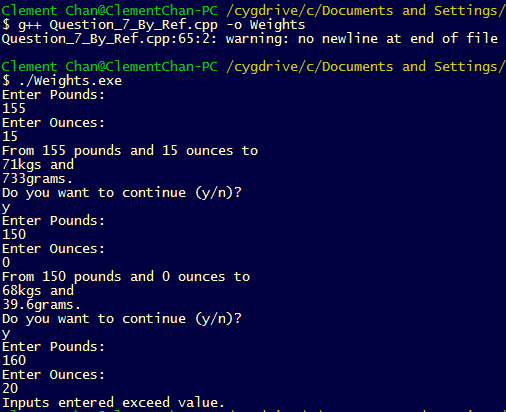 Clement Chan@ClementChan-PC /cygdrive/c/Documents and Settings/
$ g++ Question_7_By_Ref.cpp -o Weights
Question_7_By_Ref.cpp:65:2: warning: no newline at end of file
Clement Chan@ClementChan-PC /cygdrive/c/Documents and Settings/
$ ./Weights.exe
Enter Pounds:
155
Enter Ounces:
15
From 155 pounds and 15 ounces to
71kgs and
733grams.
Do you want to continue (y/n)?
y
Enter Pounds:
150
Enter Ounces:
0
From 150 pounds and 0 ounces to
68kgs and
39.6grams.
Do you want to continue (y/n)?
y
Enter Pounds:
160
Enter Ounces:
20
Inputs entered exceed value.